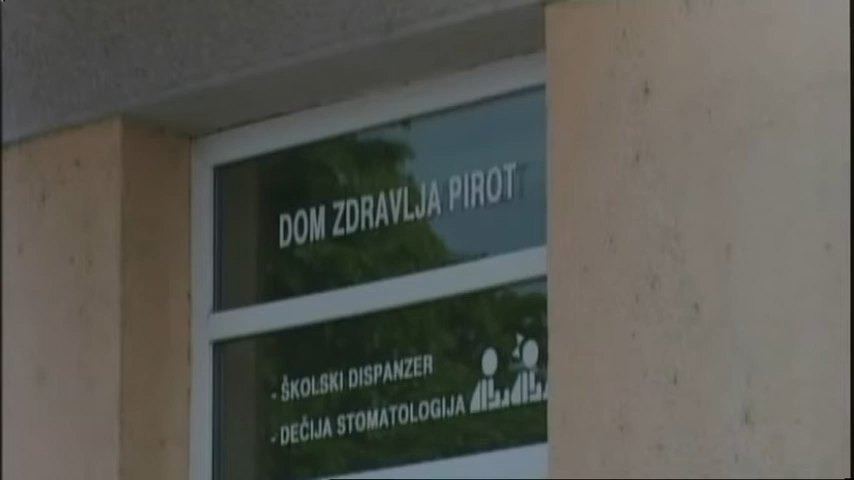 DOM ZDRAVLJA PIROT
- ŠKOLSKI DISPANZER
- DEČIJA STOMATOLOGIJA